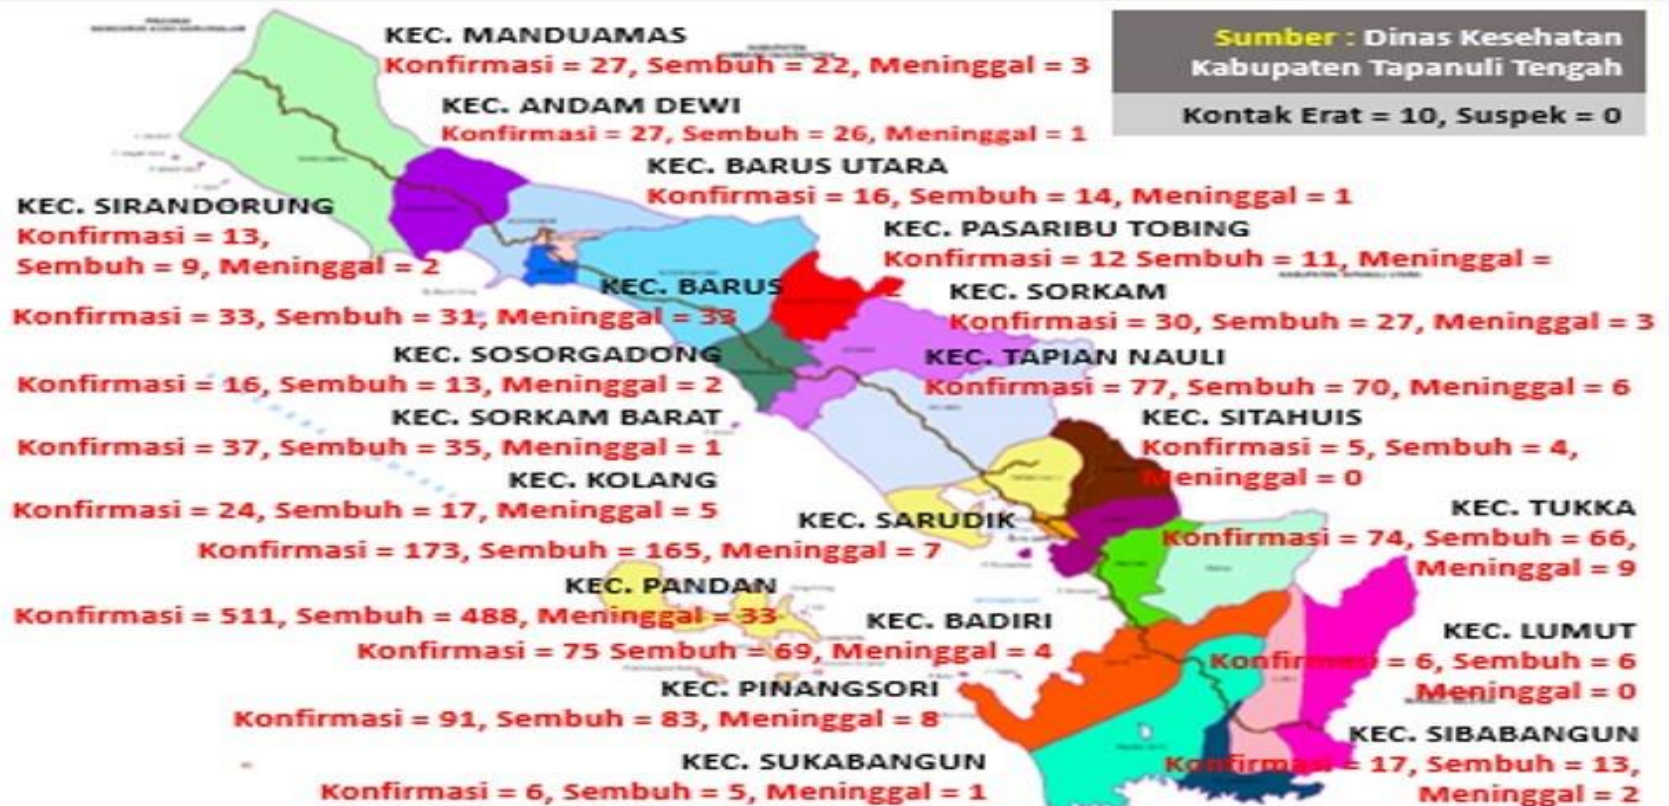 KEC. MANDUAMAS
Konfirmasi = 27, Sembuh = 22, Meninggal = 3
Sumber : Dinas Kesehatan
Kabupaten Tapanuli Tengah
Kontak Erat = 10, Suspek = 0
KEC. ANDAM DEWI
Konfirmasi = 27, Sembuh = 26, Meninggal = 1
KEC. BARUS UTARA
Konfirmasi = 16, Sembuh = 14, Meninggal = 1
KEC. SIRANDORUNG
Konfirmasi = 13,
Sembuh = 9, Meninggal = 2
KEC. PASARIBU TOBING
Konfirmasi = 12 Sembuh = 11, Meninggal =
2
KEC. BARUS
Konfirmasi = 33, Sembuh = 31, Meninggal = 33
KEC. SORKAM
Konfirmasi = 30, Sembuh = 27, Meninggal = 3
KEC. SOSORGADONG
Konfirmasi = 16, Sembuh = 13, Meninggal = 2
KEC. TAPIAN NAULI
Konfirmasi = 77, Sembuh = 70, Meninggal = 6
KEC. SORKAM BARAT
Konfirmasi = 37, Sembuh = 35, Meninggal = 1
KEC. SITAHUIS
Konfirmasi = 5, Sembuh = 4,
Meninggal = 0
KEC. KOLANG
Konfirmasi = 24, Sembuh = 17, Meninggal = 5
KEC. SARUDIK
Konfirmasi = 173, Sembuh = 165, Meninggal = 7
KEC. TUKKA
Konfirmasi = 74, Sembuh = 66,
Meninggal = 9
KEC. PANDAN
Konfirmasi = 511, Sembuh = 488, Meninggal = 33
KEC. BADIRI
Konfirmasi = 75 Sembuh = 69, Meninggal = 4
KEC. LUMUT
Konfirmasi = 6, Sembuh = 6
Meninggal = 0
KEC. PINANGSORI
Konfirmasi = 91, Sembuh = 83, Meninggal = 8
KEC. SIBABANGUN
Konfirmasi = 17, Sembuh = 13,
Meninggal = 2
KEC. SUKABANGUN
Konfirmasi = 6, Sembuh = 5, Meninggal = 1